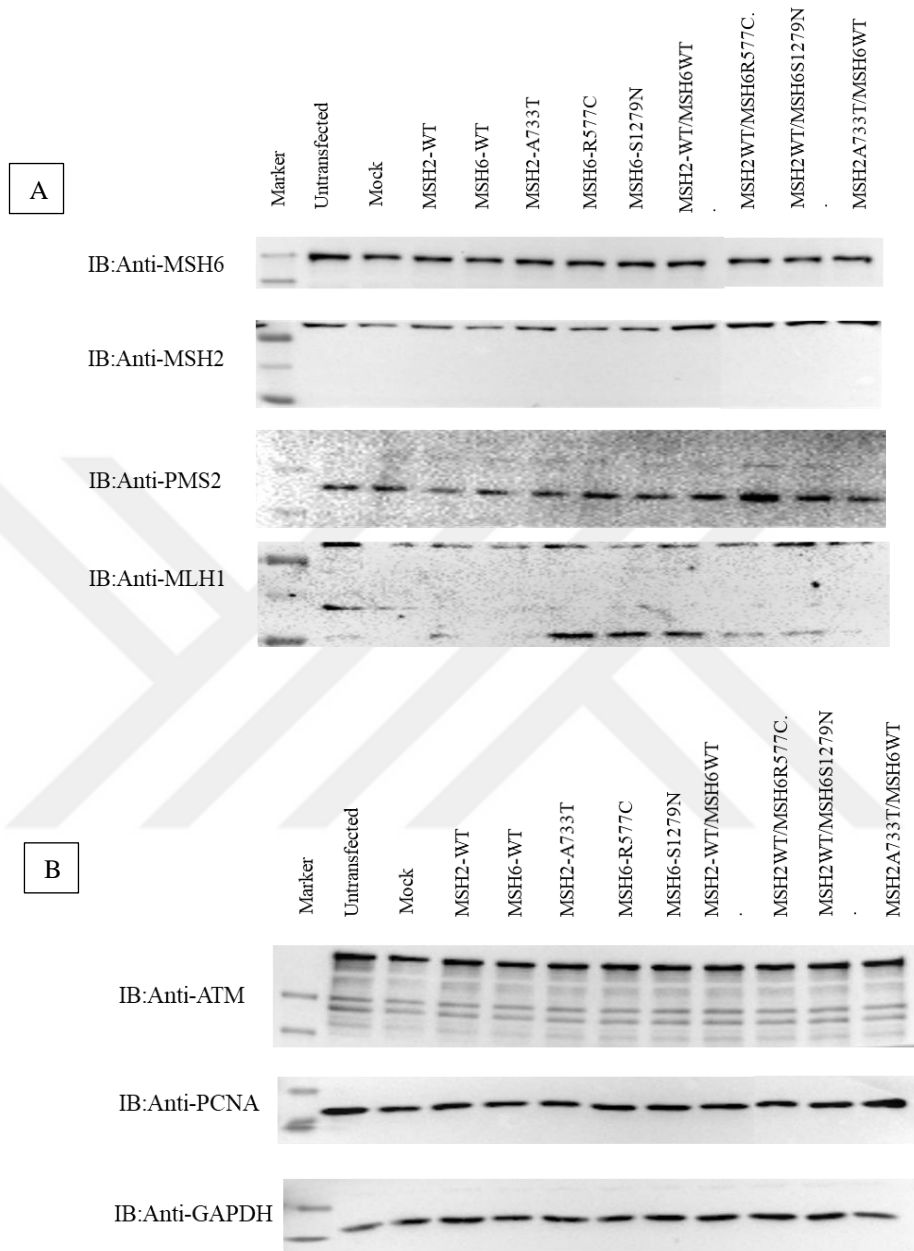 A
Marker
Untransfected
Mock
MSH2-WT
MSH6-WT
MSH2-A733T
MSH6-R577C
MSH6-S1279N
MSH2-WT/MSH6WT
.
MSH2WT/MSH6R577C.
MSH2WT/MSH6S1279N
.
MSH2A733T/MSH6WT
IB:Anti-MSH6
IB:Anti-MSH2
IB:Anti-PMS2
IB:Anti-MLH1
B
Marker
Untransfected
Mock
MSH2-WT
MSH6-WT
MSH2-A733T
MSH6-R577C
MSH6-S1279N
MSH2-WT/MSH6WT
.
MSH2WT/MSH6R577C.
MSH2WT/MSH6S1279N
.
MSH2A733T/MSH6WT
IB:Anti-ATM
IB:Anti-PCNA
IB:Anti-GAPDH